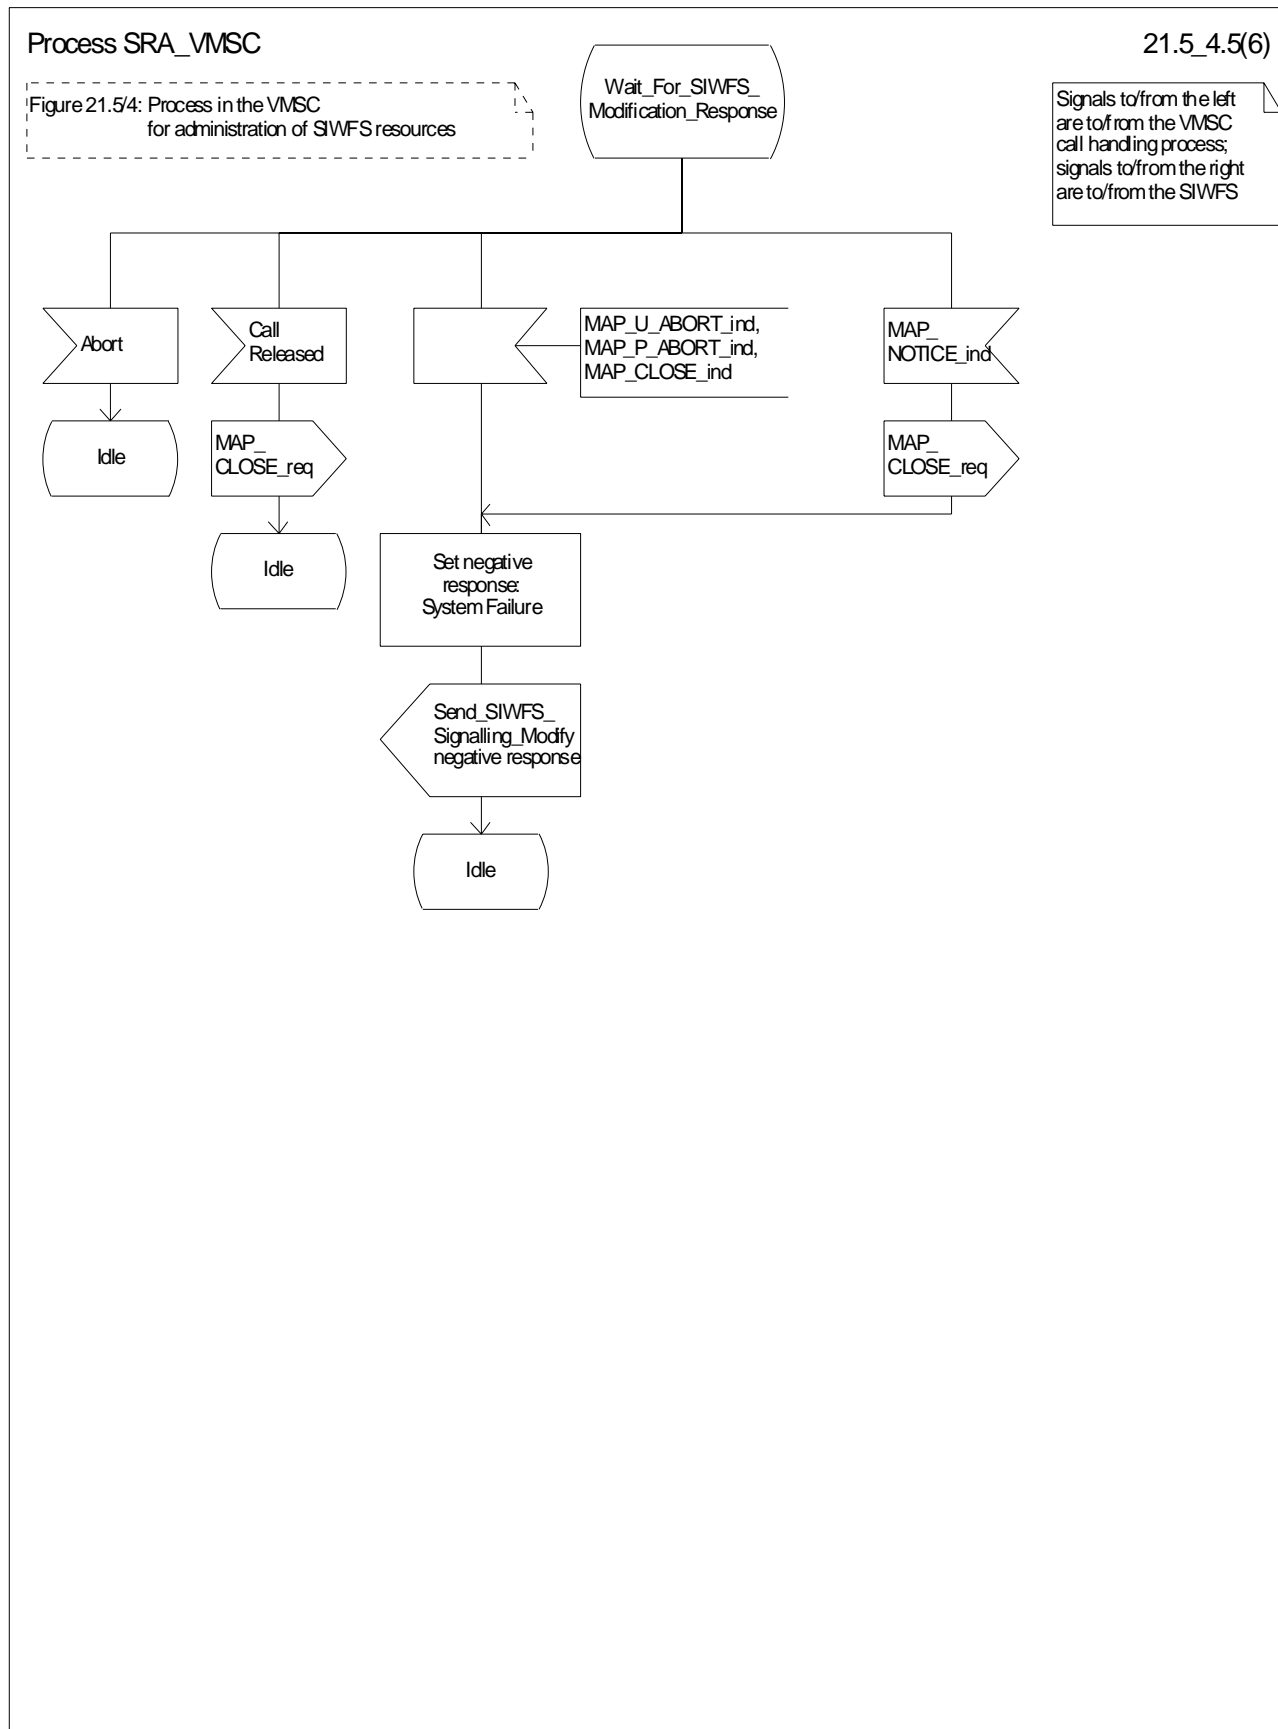 Process SRA_VMSC
21.5_4.5(6)
Figure 21.5/4: Process in the VMSC
for administration of SIWFS resources
Wait_For_SIWFS_
Modification_Response
Signals to/from the left
are to/from the VMSC
call handling process;
signals to/from the right
are to/from the SIWFS
Abort
Call
Released
MAP_U_ABORT_ind,
MAP_P_ABORT_ind,
MAP_CLOSE_ind
MAP_
NOTICE_ind
Idle
MAP_
CLOSE_req
MAP_
CLOSE_req
Idle
Set negative
response:
System Failure
Send_SIWFS_
Signalling_Modify
negative response
Idle